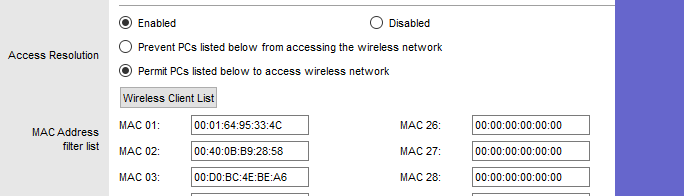 Enabled Disabled
Prevent PCs listed below from accessing the wireless network
Access Resolution
Permit PCs listed below to access wireless network
Wireless Client List
MAC Address
filter list
MAC 01: 00:01:64:95:33:4C MAC 26: 00:00:00:00:00:00
MAC 02: 00:40:0B:B9:28:58 MAC 27: 00:00:00:00:00:00
MAC 03: 00:D0:BC:4E:BE:A6 MAC 28: 00:00:00:00:00:00